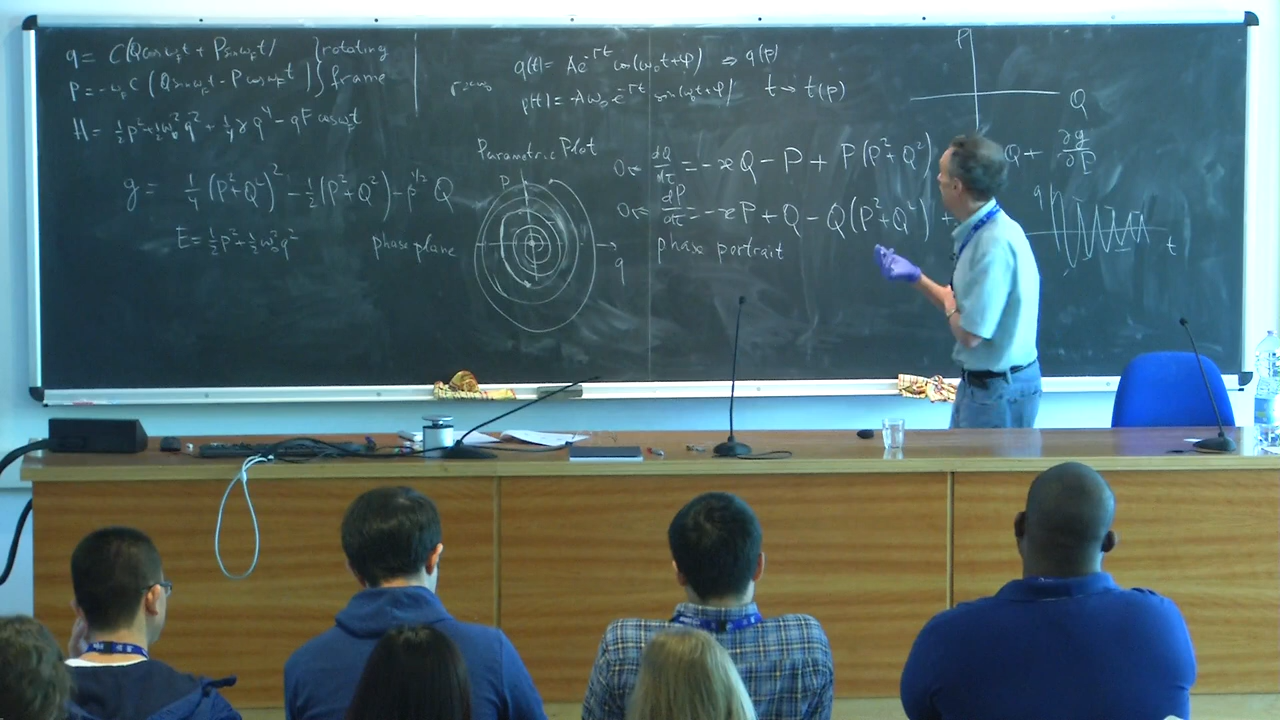 q = C(Q cos ω_F t + P sin ω_F t) } rotating
P = -ω_F C (Q sin ω_F t - P cos ω_F t) } frame
H = ½p² + ½ω₀²q² + ¼γq⁴ - qF cos ω_F t
g = ¼(P²+Q²)² - ½(P²+Q²) - β^{1/2} Q
E = ½p² + ½ω₀²q²
phase plane
q(t) = Ae^{-Γt} cos(ω₀t+φ) ⇒ q(p)
p(t) = -Aω₀e^{-Γt} sin(ω₀t+φ) t → t(p)
Parametric Plot
P
q
0 = dQ/dτ = -ϰQ - P + P(P²+Q²)
Q + ∂g/∂P
0 = dP/dτ = -ϰP + Q - Q(P²+Q²) +
phase portrait
P
Q
q
t